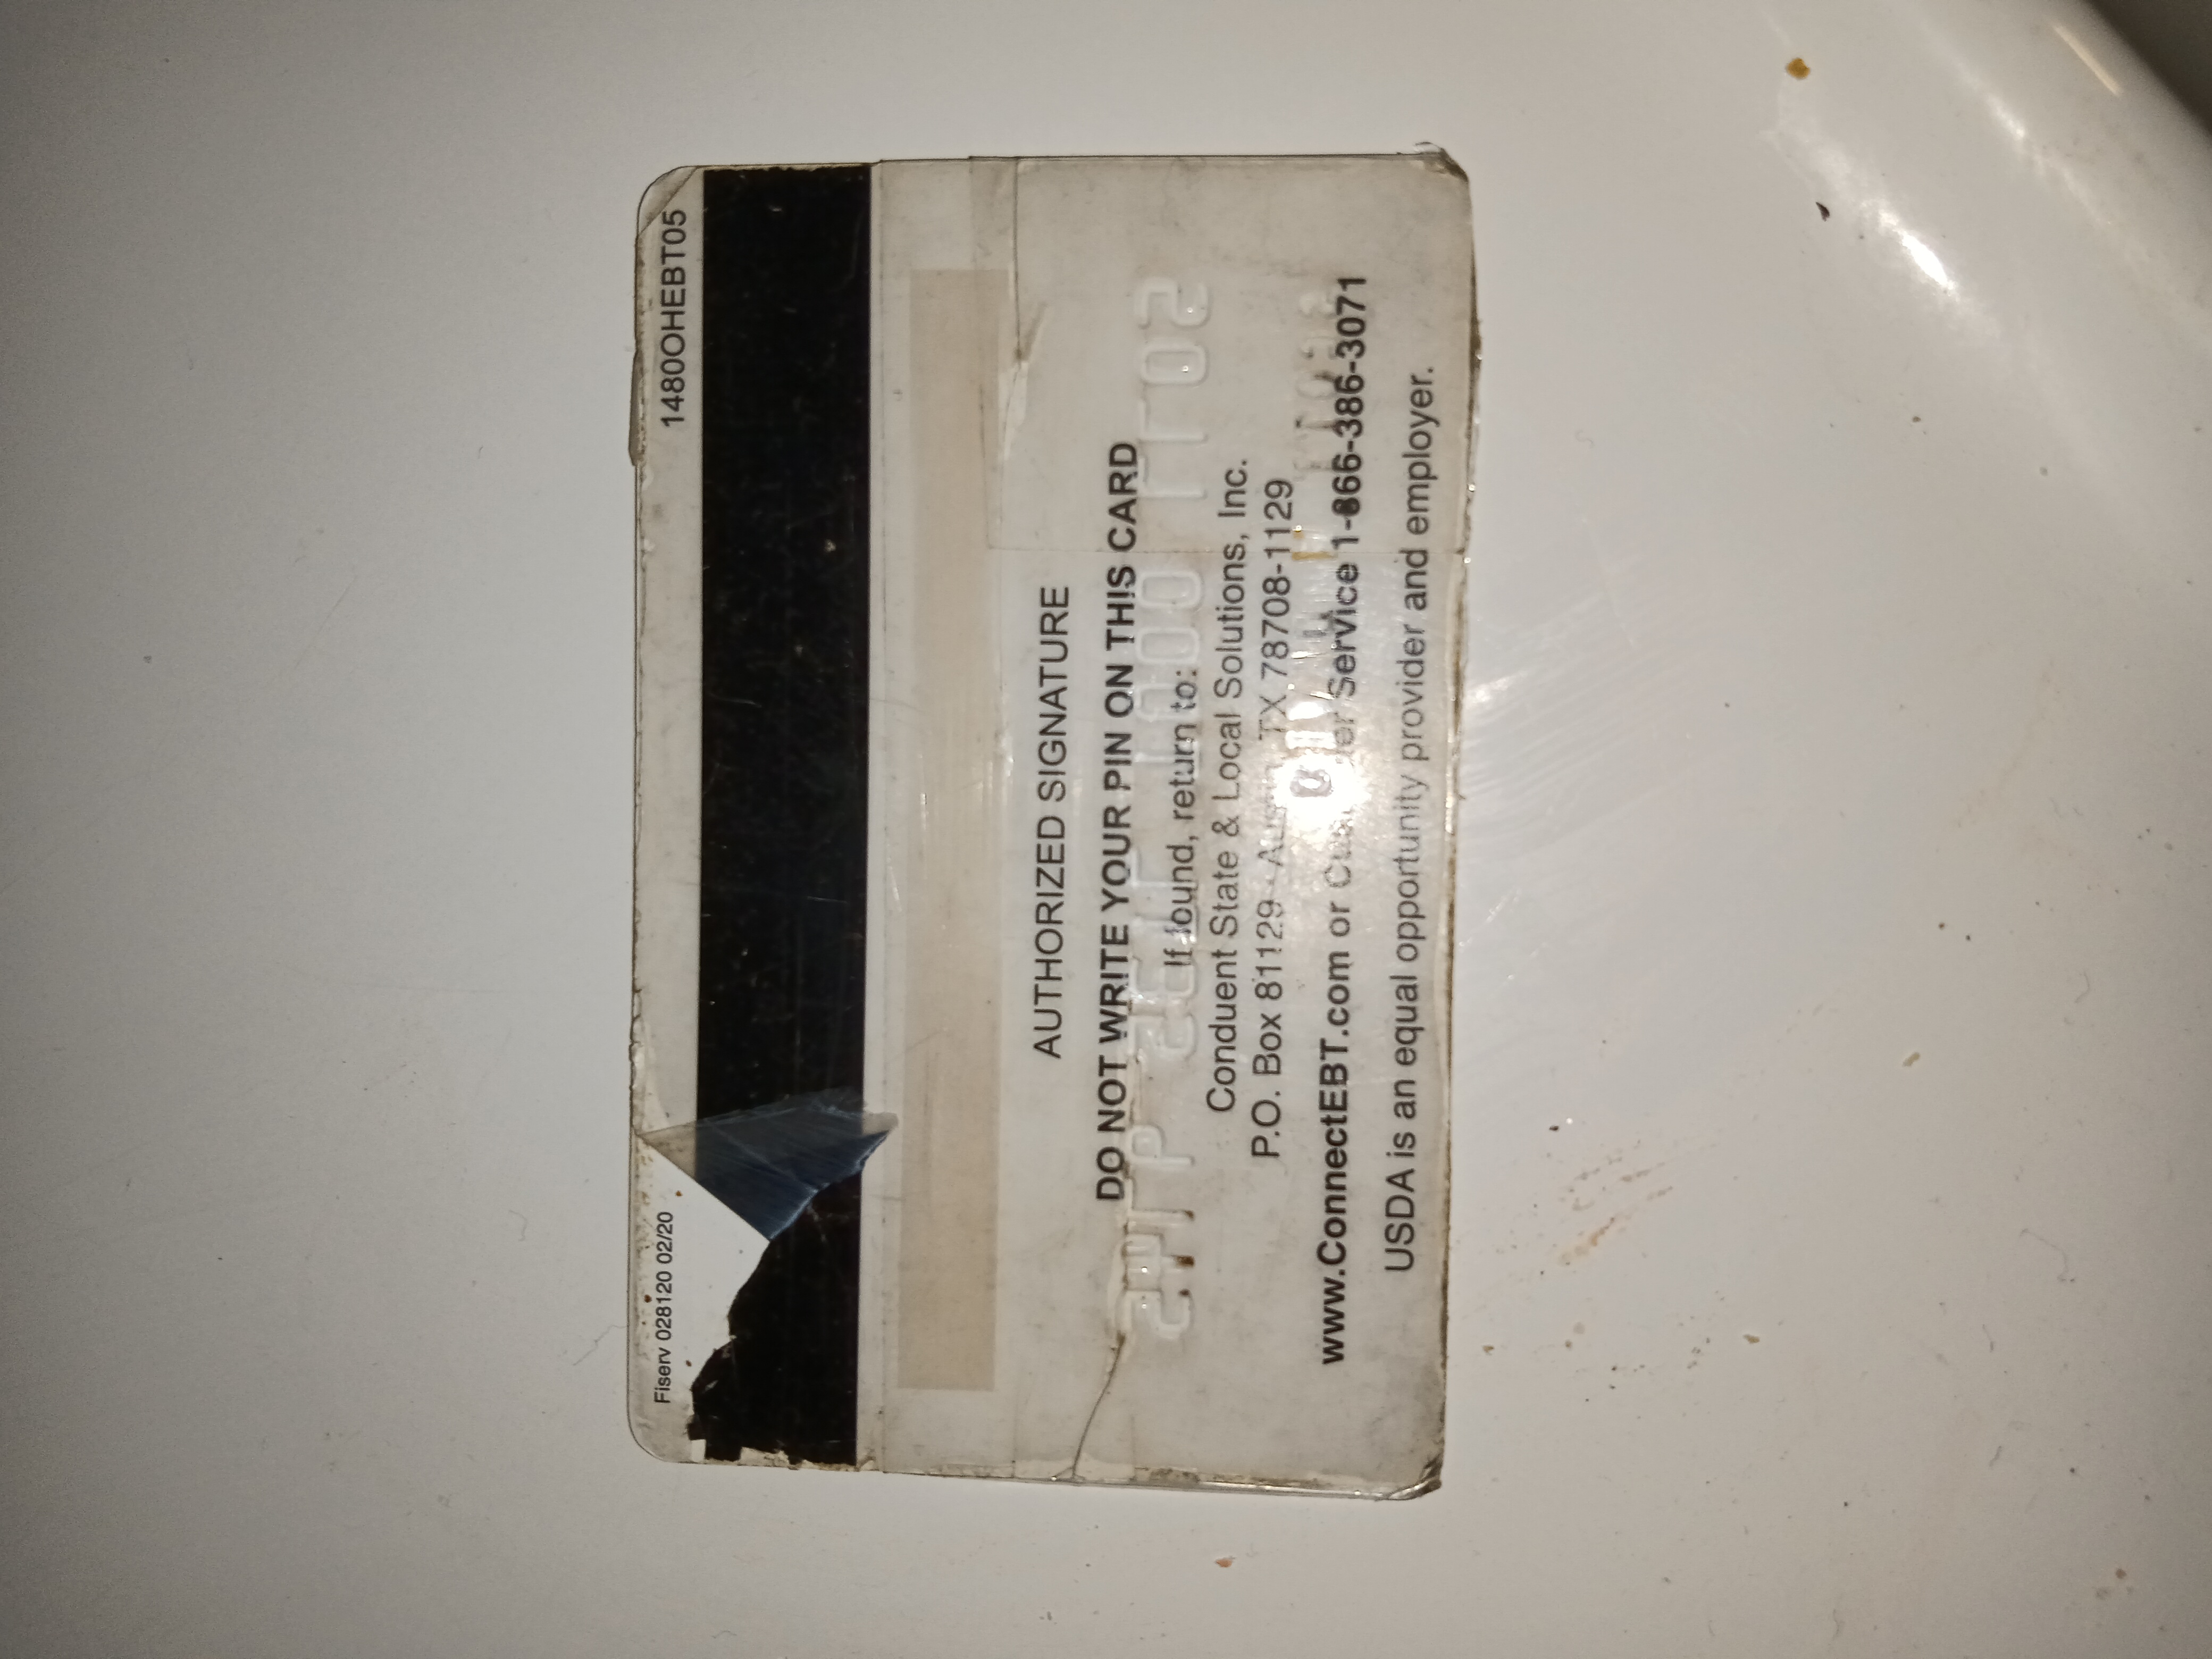 1480OHEBT05
Fiserv 028120 02/20
AUTHORIZED SIGNATURE
DO NOT WRITE YOUR PIN ON THIS CARD
If found, return to:
Conduent State & Local Solutions, Inc.
P.O. Box 81129 - TX 78708-1129
www.ConnectEBT.com or Service 1-866-386-3071
USDA is an equal opportunity provider and employer.